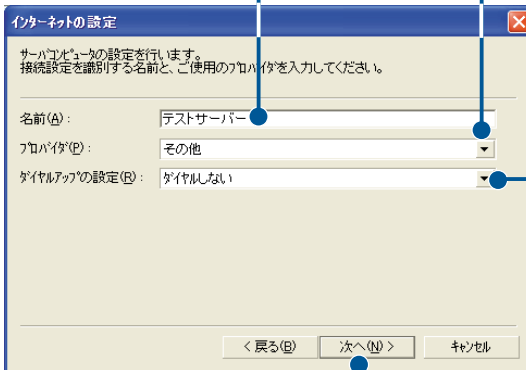 インターネットの設定
サーバコンピュータの設定を行います。
接続設定を識別する名前と、ご使用のプロバイダを入力してください。
名前(A)： テストサーバー
プロバイダ(P)： その他
ダイヤルアップの設定(R)： ダイヤルしない
< 戻る(B) 次へ(N) > キャンセル